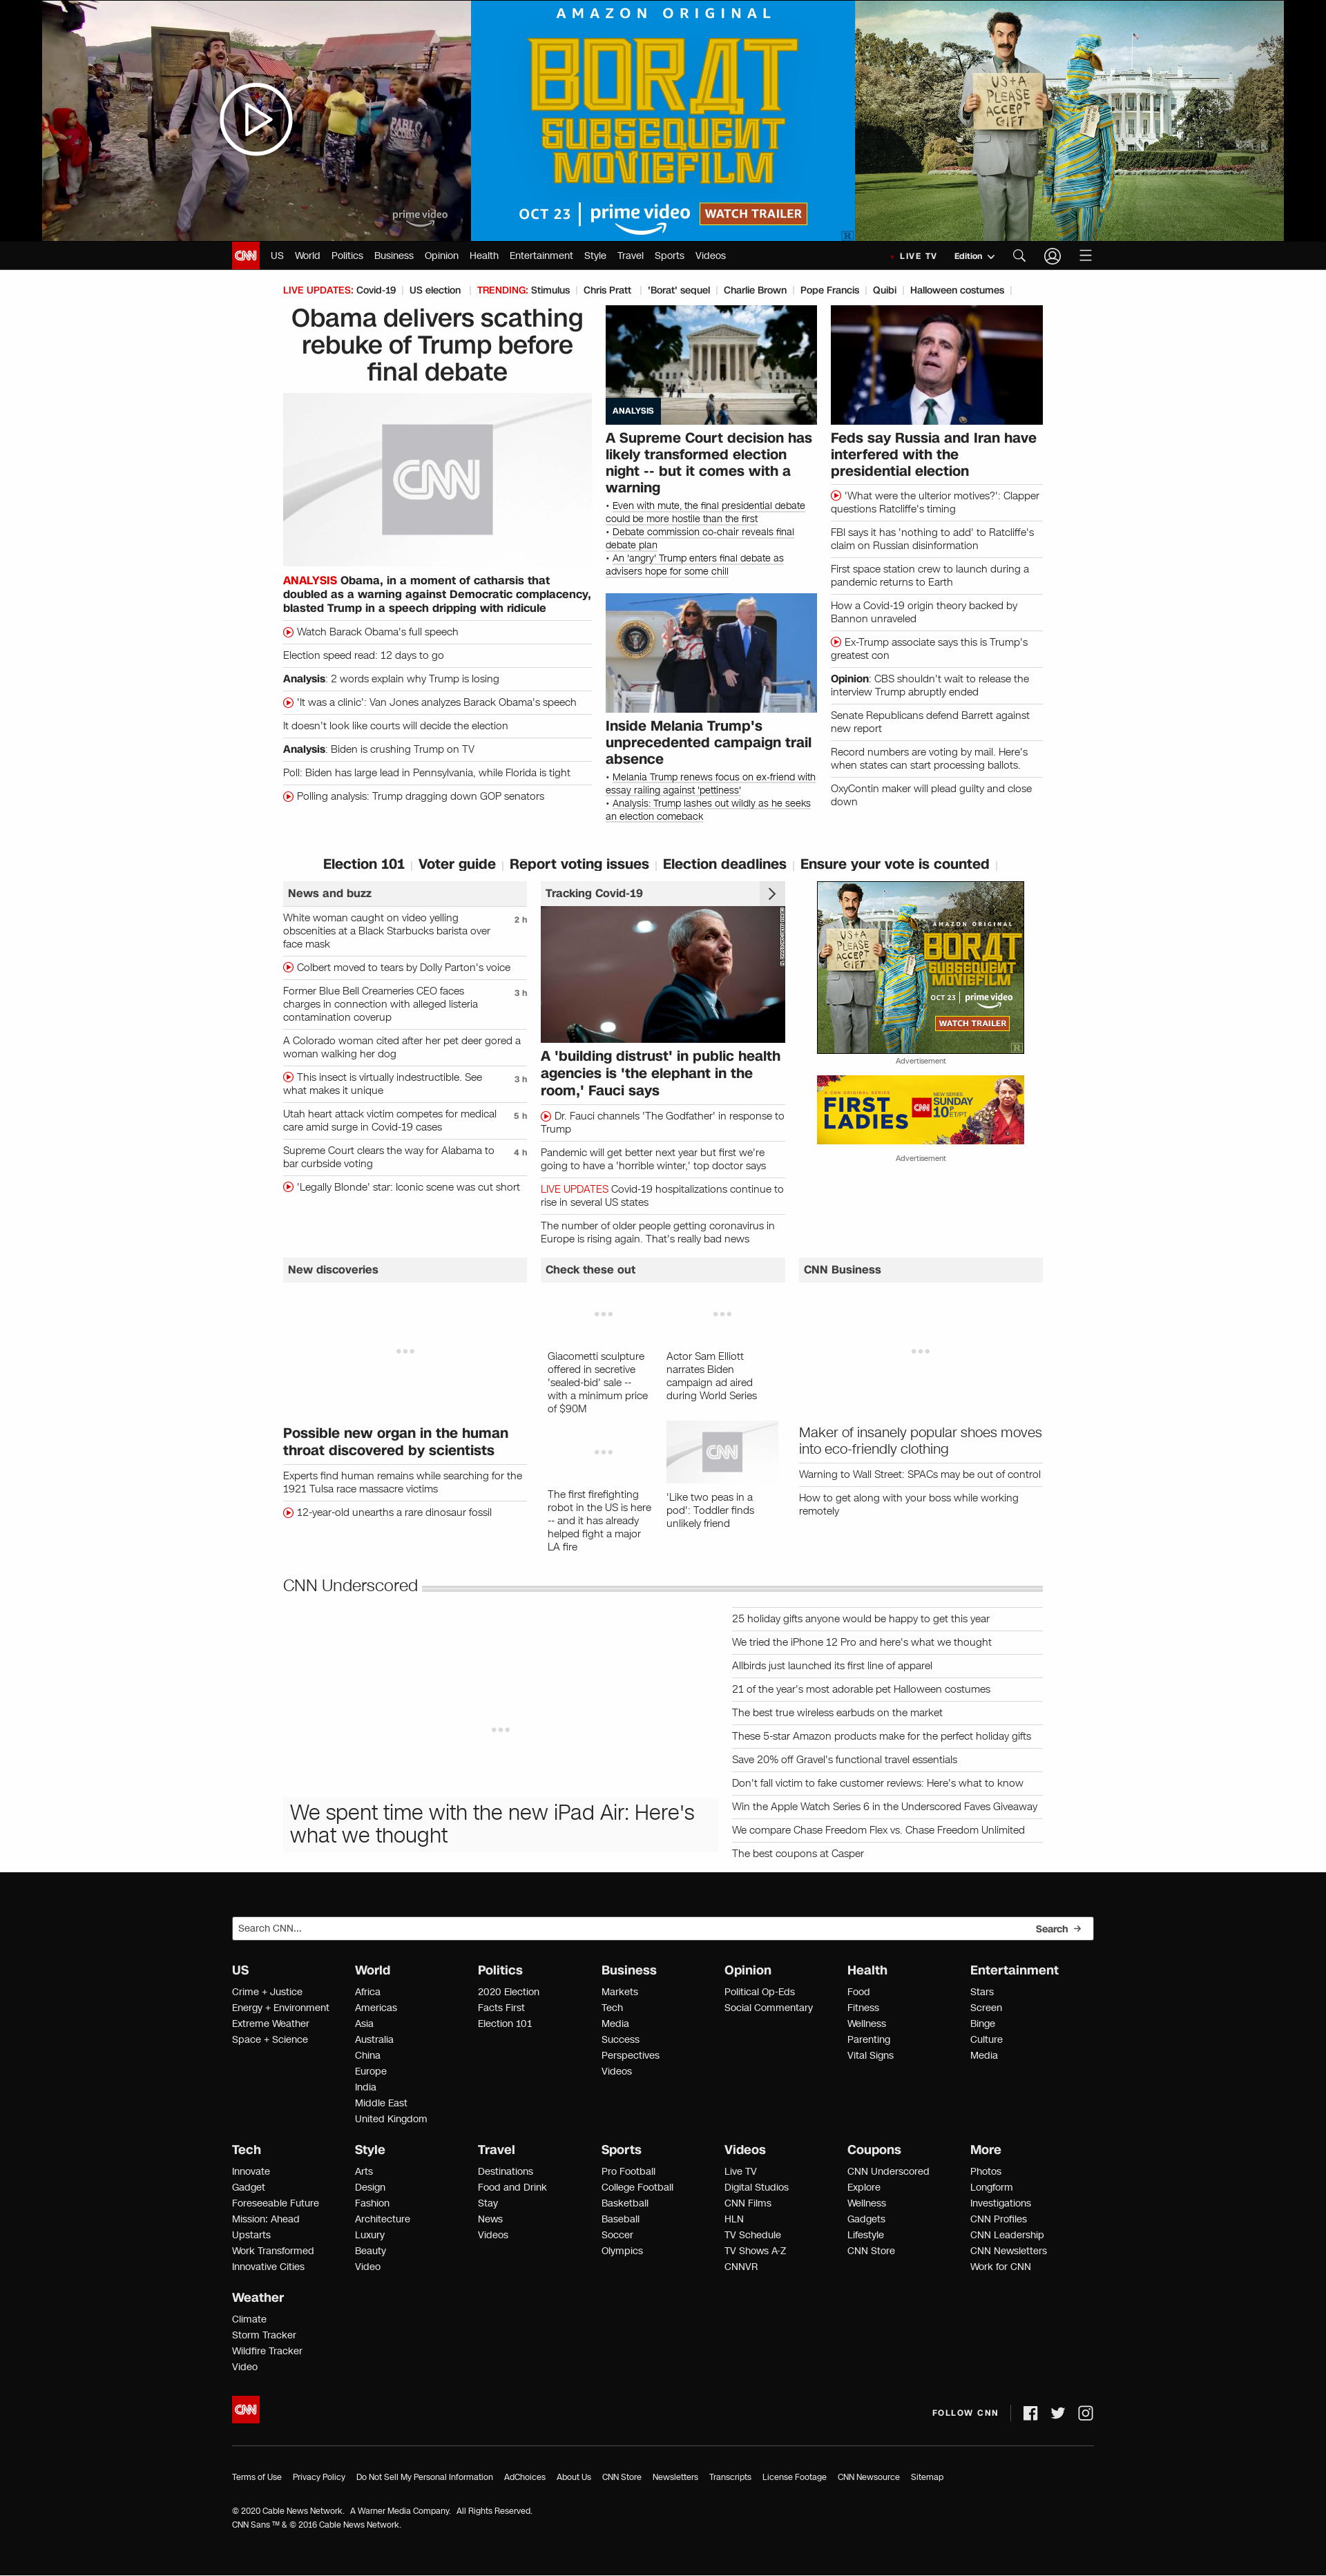 AMAZON ORIGINAL
BORAT
SUBSEQUENT
MOVIEFILM
OCT 23 | prime video WATCH TRAILER
prime video
PABLO
US+A
PLEASE
ACCEPT
GIFT
R
CNN US World Politics Business Opinion Health Entertainment Style Travel Sports Videos LIVE TV Edition
LIVE UPDATES: Covid-19 | US election | TRENDING: Stimulus | Chris Pratt | 'Borat' sequel | Charlie Brown | Pope Francis | Quibi | Halloween costumes |
Obama delivers scathing
rebuke of Trump before
final debate
CNN
ANALYSIS Obama, in a moment of catharsis that
doubled as a warning against Democratic complacency,
blasted Trump in a speech dripping with ridicule
Watch Barack Obama's full speech
Election speed read: 12 days to go
Analysis: 2 words explain why Trump is losing
'It was a clinic': Van Jones analyzes Barack Obama's speech
It doesn't look like courts will decide the election
Analysis: Biden is crushing Trump on TV
Poll: Biden has large lead in Pennsylvania, while Florida is tight
Polling analysis: Trump dragging down GOP senators
ANALYSIS
A Supreme Court decision has
likely transformed election
night -- but it comes with a
warning
• Even with mute, the final presidential debate
could be more hostile than the first
• Debate commission co-chair reveals final
debate plan
• An 'angry' Trump enters final debate as
advisers hope for some chill
Inside Melania Trump's
unprecedented campaign trail
absence
• Melania Trump renews focus on ex-friend with
essay railing against 'pettiness'
• Analysis: Trump lashes out wildly as he seeks
an election comeback
Feds say Russia and Iran have
interfered with the
presidential election
'What were the ulterior motives?': Clapper
questions Ratcliffe's timing
FBI says it has 'nothing to add' to Ratcliffe's
claim on Russian disinformation
First space station crew to launch during a
pandemic returns to Earth
How a Covid-19 origin theory backed by
Bannon unraveled
Ex-Trump associate says this is Trump's
greatest con
Opinion: CBS shouldn't wait to release the
interview Trump abruptly ended
Senate Republicans defend Barrett against
new report
Record numbers are voting by mail. Here's
when states can start processing ballots.
OxyContin maker will plead guilty and close
down
Election 101 | Voter guide | Report voting issues | Election deadlines | Ensure your vote is counted |
News and buzz
White woman caught on video yelling 2 h
obscenities at a Black Starbucks barista over
face mask
Colbert moved to tears by Dolly Parton's voice
Former Blue Bell Creameries CEO faces 3 h
charges in connection with alleged listeria
contamination coverup
A Colorado woman cited after her pet deer gored a
woman walking her dog
This insect is virtually indestructible. See 3 h
what makes it unique
Utah heart attack victim competes for medical 5 h
care amid surge in Covid-19 cases
Supreme Court clears the way for Alabama to 4 h
bar curbside voting
'Legally Blonde' star: Iconic scene was cut short
Tracking Covid-19
A 'building distrust' in public health
agencies is 'the elephant in the
room,' Fauci says
Dr. Fauci channels 'The Godfather' in response to
Trump
Pandemic will get better next year but first we're
going to have a 'horrible winter,' top doctor says
LIVE UPDATES Covid-19 hospitalizations continue to
rise in several US states
The number of older people getting coronavirus in
Europe is rising again. That's really bad news
US+A
PLEASE
ACCEPT
GIFT
AMAZON ORIGINAL
BORAT
SUBSEQUENT
MOVIEFILM
OCT 23 | prime video
WATCH TRAILER
R
Advertisement
A CNN ORIGINAL SERIES
FIRST
LADIES
CNN
NEW SERIES
SUNDAY
10P ET/PT
Advertisement
New discoveries
Possible new organ in the human
throat discovered by scientists
Experts find human remains while searching for the
1921 Tulsa race massacre victims
12-year-old unearths a rare dinosaur fossil
Check these out
Giacometti sculpture
offered in secretive
'sealed-bid' sale --
with a minimum price
of $90M
Actor Sam Elliott
narrates Biden
campaign ad aired
during World Series
The first firefighting
robot in the US is here
-- and it has already
helped fight a major
LA fire
CNN
'Like two peas in a
pod': Toddler finds
unlikely friend
CNN Business
Maker of insanely popular shoes moves
into eco-friendly clothing
Warning to Wall Street: SPACs may be out of control
How to get along with your boss while working
remotely
CNN Underscored
We spent time with the new iPad Air: Here's
what we thought
25 holiday gifts anyone would be happy to get this year
We tried the iPhone 12 Pro and here's what we thought
Allbirds just launched its first line of apparel
21 of the year's most adorable pet Halloween costumes
The best true wireless earbuds on the market
These 5-star Amazon products make for the perfect holiday gifts
Save 20% off Gravel's functional travel essentials
Don't fall victim to fake customer reviews: Here's what to know
Win the Apple Watch Series 6 in the Underscored Faves Giveaway
We compare Chase Freedom Flex vs. Chase Freedom Unlimited
The best coupons at Casper
Search CNN... Search →
US
Crime + Justice
Energy + Environment
Extreme Weather
Space + Science
World
Africa
Americas
Asia
Australia
China
Europe
India
Middle East
United Kingdom
Politics
2020 Election
Facts First
Election 101
Business
Markets
Tech
Media
Success
Perspectives
Videos
Opinion
Political Op-Eds
Social Commentary
Health
Food
Fitness
Wellness
Parenting
Vital Signs
Entertainment
Stars
Screen
Binge
Culture
Media
Tech
Innovate
Gadget
Foreseeable Future
Mission: Ahead
Upstarts
Work Transformed
Innovative Cities
Style
Arts
Design
Fashion
Architecture
Luxury
Beauty
Video
Travel
Destinations
Food and Drink
Stay
News
Videos
Sports
Pro Football
College Football
Basketball
Baseball
Soccer
Olympics
Videos
Live TV
Digital Studios
CNN Films
HLN
TV Schedule
TV Shows A-Z
CNNVR
Coupons
CNN Underscored
Explore
Wellness
Gadgets
Lifestyle
CNN Store
More
Photos
Longform
Investigations
CNN Profiles
CNN Leadership
CNN Newsletters
Work for CNN
Weather
Climate
Storm Tracker
Wildfire Tracker
Video
CNN FOLLOW CNN
Terms of Use Privacy Policy Do Not Sell My Personal Information AdChoices About Us CNN Store Newsletters Transcripts License Footage CNN Newsource Sitemap
© 2020 Cable News Network. A Warner Media Company. All Rights Reserved.
CNN Sans ™ & © 2016 Cable News Network.